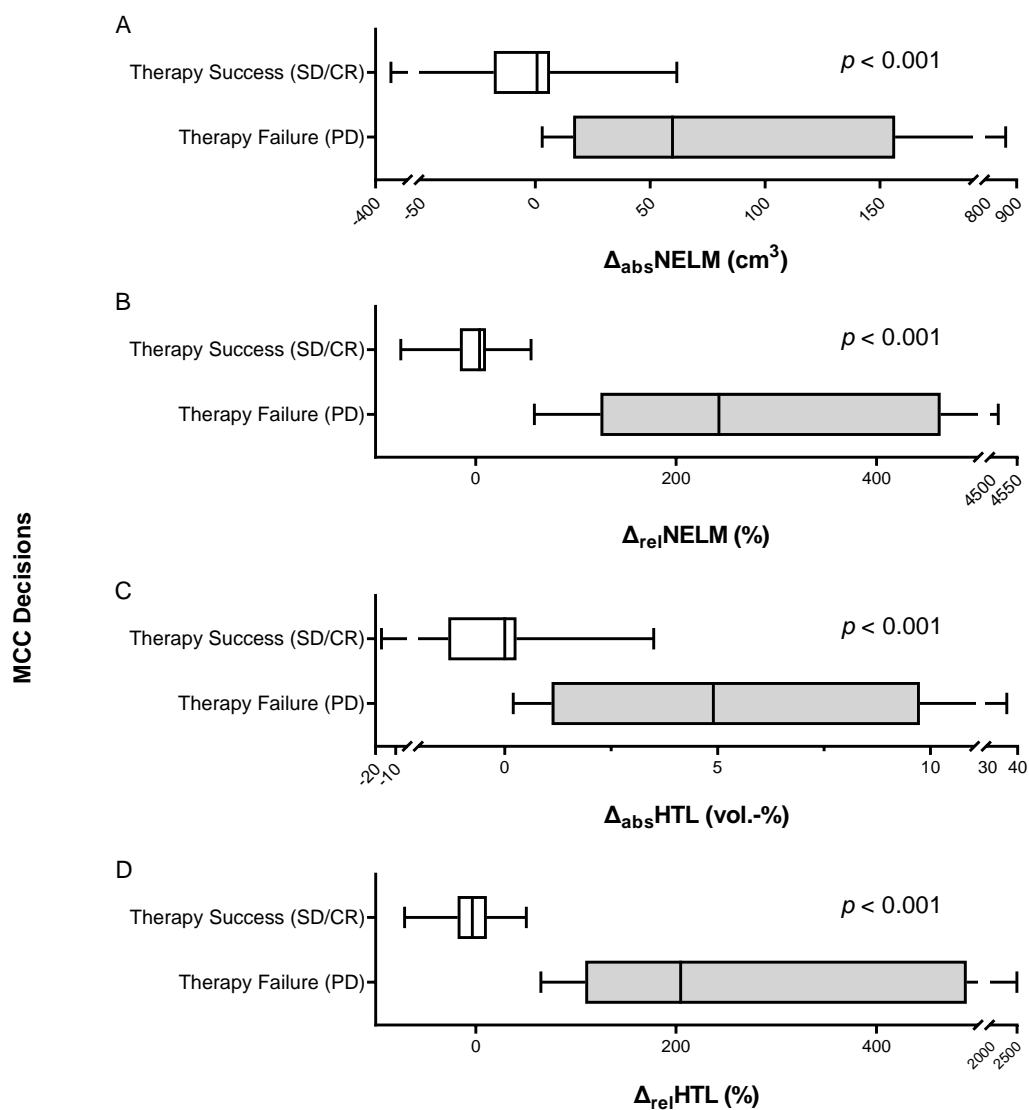 MCC Decisions
A
Therapy Success (SD/CR)
p < 0.001
Therapy Failure (PD)
-400 -50 0 50 100 150 800 900
ΔabsNELM (cm3)
B
Therapy Success (SD/CR)
p < 0.001
Therapy Failure (PD)
0 200 400 4500 4550
ΔrelNELM (%)
C
Therapy Success (SD/CR)
p < 0.001
Therapy Failure (PD)
-20 -10 0 5 10 30 40
ΔabsHTL (vol.-%)
D
Therapy Success (SD/CR)
p < 0.001
Therapy Failure (PD)
0 200 400 2000 2500
ΔrelHTL (%)